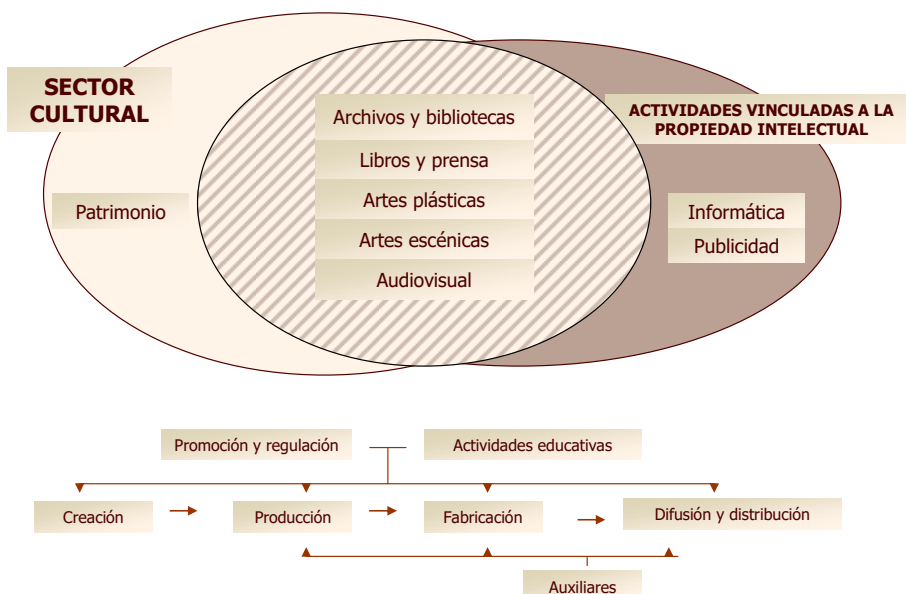 SECTOR
CULTURAL
ACTIVIDADES VINCULADAS A LA
PROPIEDAD INTELECTUAL
Patrimonio
Archivos y bibliotecas
Libros y prensa
Artes plásticas
Artes escénicas
Audiovisual
Informática
Publicidad
Promoción y regulación
Actividades educativas
Creación
Producción
Fabricación
Difusión y distribución
Auxiliares